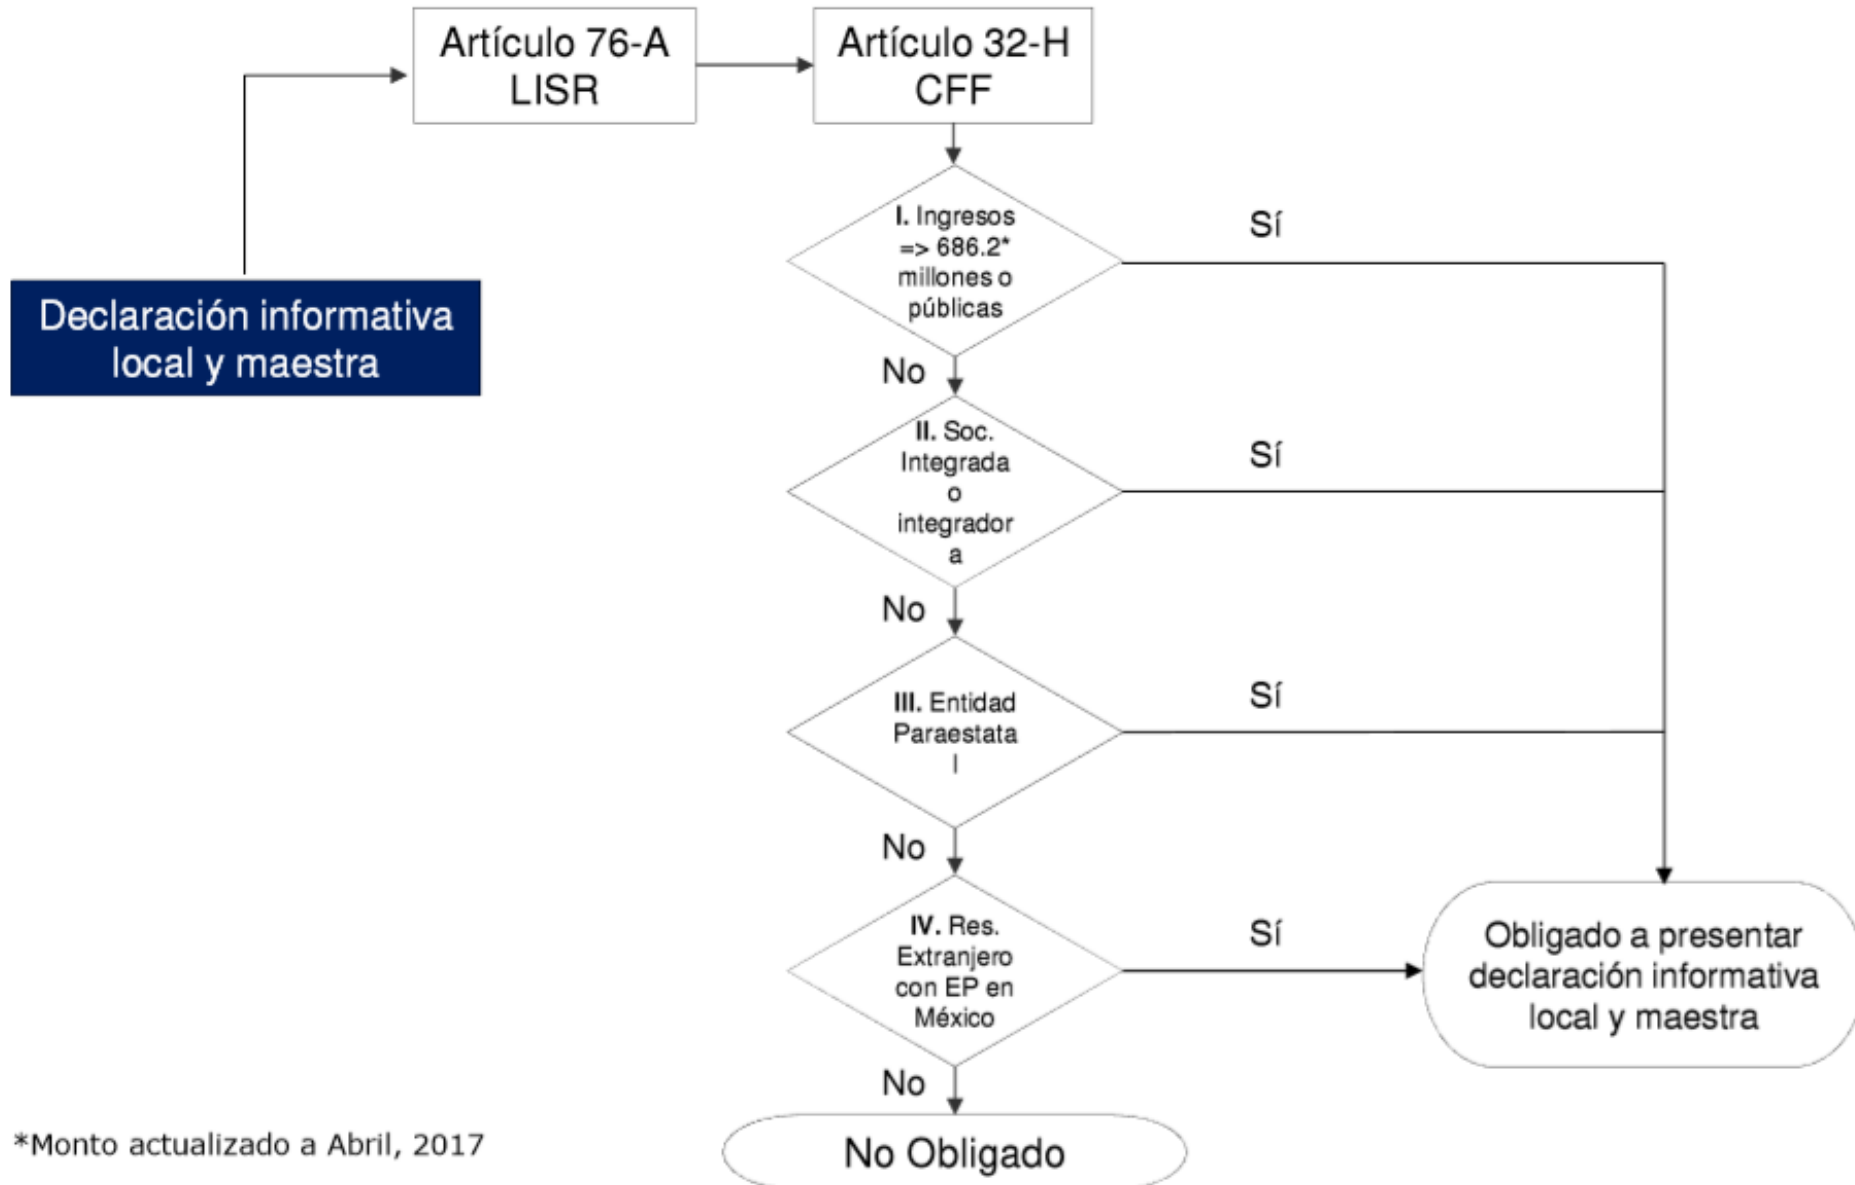 Artículo 76-A
LISR
Artículo 32-H
CFF
Declaración informativa
local y maestra
I. Ingresos
=> 686.2*
millones o
públicas
Sí
No
II. Soc.
Integrada
o
integrador
a
Sí
No
III. Entidad
Paraestata
l
Sí
No
IV. Res.
Extranjero
con EP en
México
Sí
Obligado a presentar
declaración informativa
local y maestra
No
No Obligado
*Monto actualizado a Abril, 2017